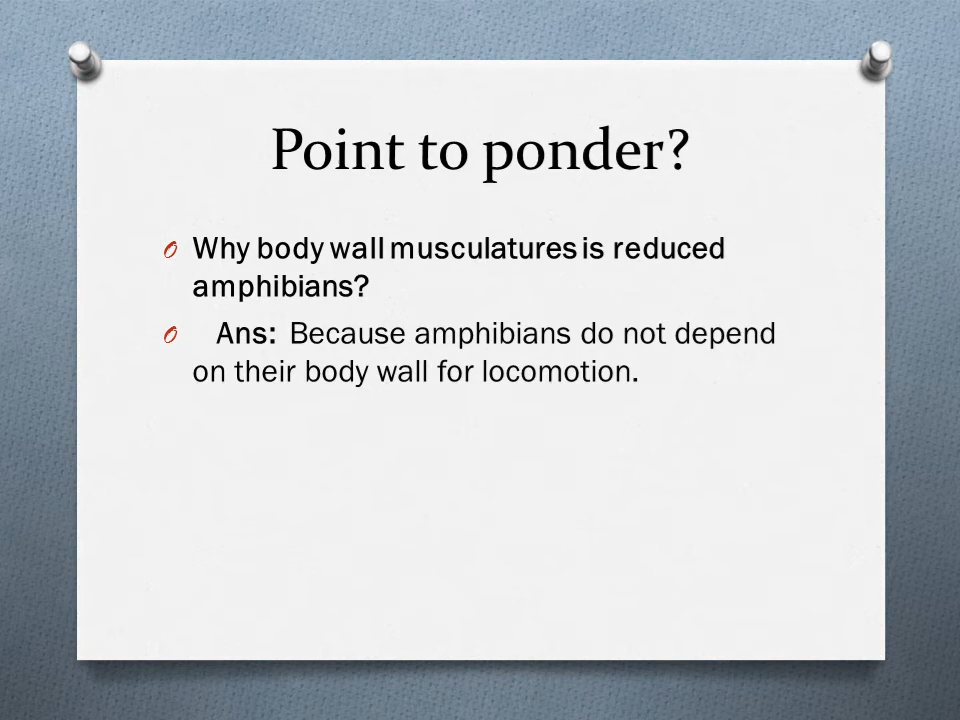 Point to ponder?
Why body wall musculatures is reduced
amphibians?
Ans: Because amphibians do not depend
on their body wall for locomotion.